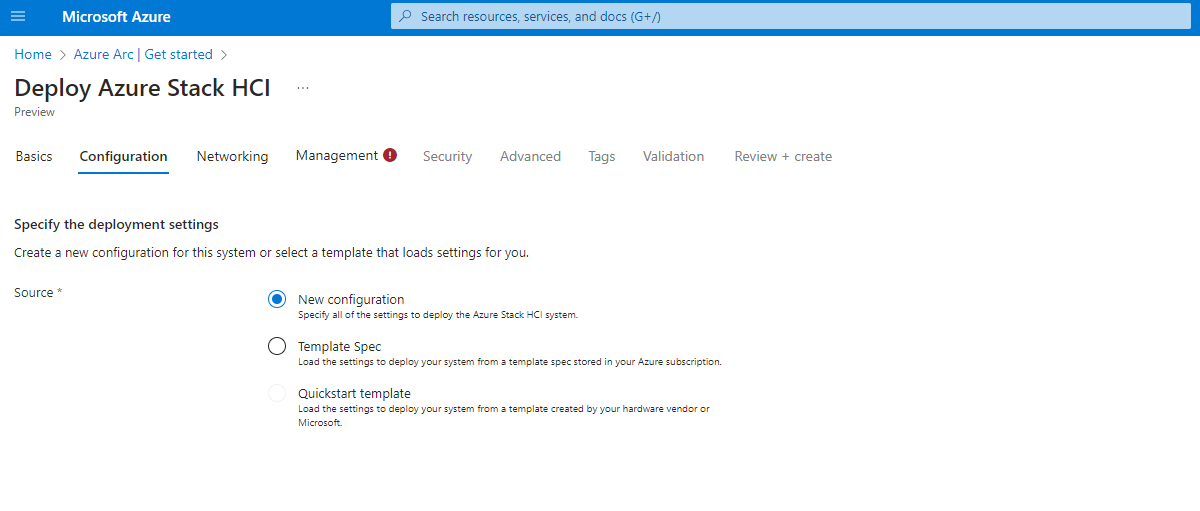 Microsoft Azure
Search resources, services, and docs (G+/)
Home > Azure Arc | Get started >
Deploy Azure Stack HCI ...
Preview
Basics Configuration Networking Management ! Security Advanced Tags Validation Review + create
Specify the deployment settings
Create a new configuration for this system or select a template that loads settings for you.
Source *
New configuration
Specify all of the settings to deploy the Azure Stack HCI system.
Template Spec
Load the settings to deploy your system from a template spec stored in your Azure subscription.
Quickstart template
Load the settings to deploy your system from a template created by your hardware vendor or
Microsoft.